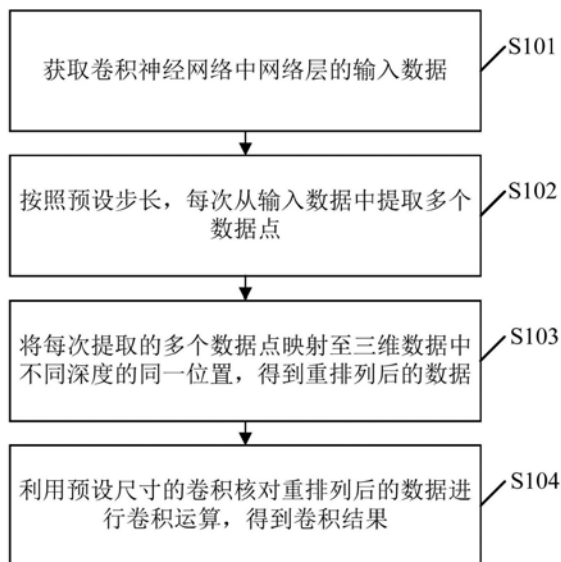 获取卷积神经网络中网络层的输入数据
S101
按照预设步长，每次从输入数据中提取多个
数据点
S102
将每次提取的多个数据点映射至三维数据中
不同深度的同一位置，得到重排列后的数据
S103
利用预设尺寸的卷积核对重排列后的数据进
行卷积运算，得到卷积结果
S104